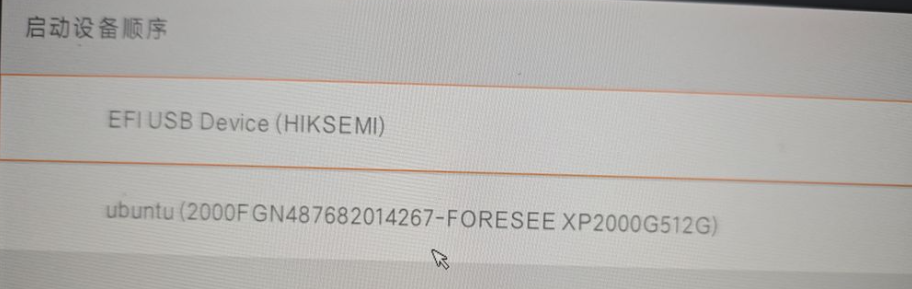 启动设备顺序
EFI USB Device (HIKSEMI)
ubuntu (2000FGN487682014267-FORESEE XP2000G512G)